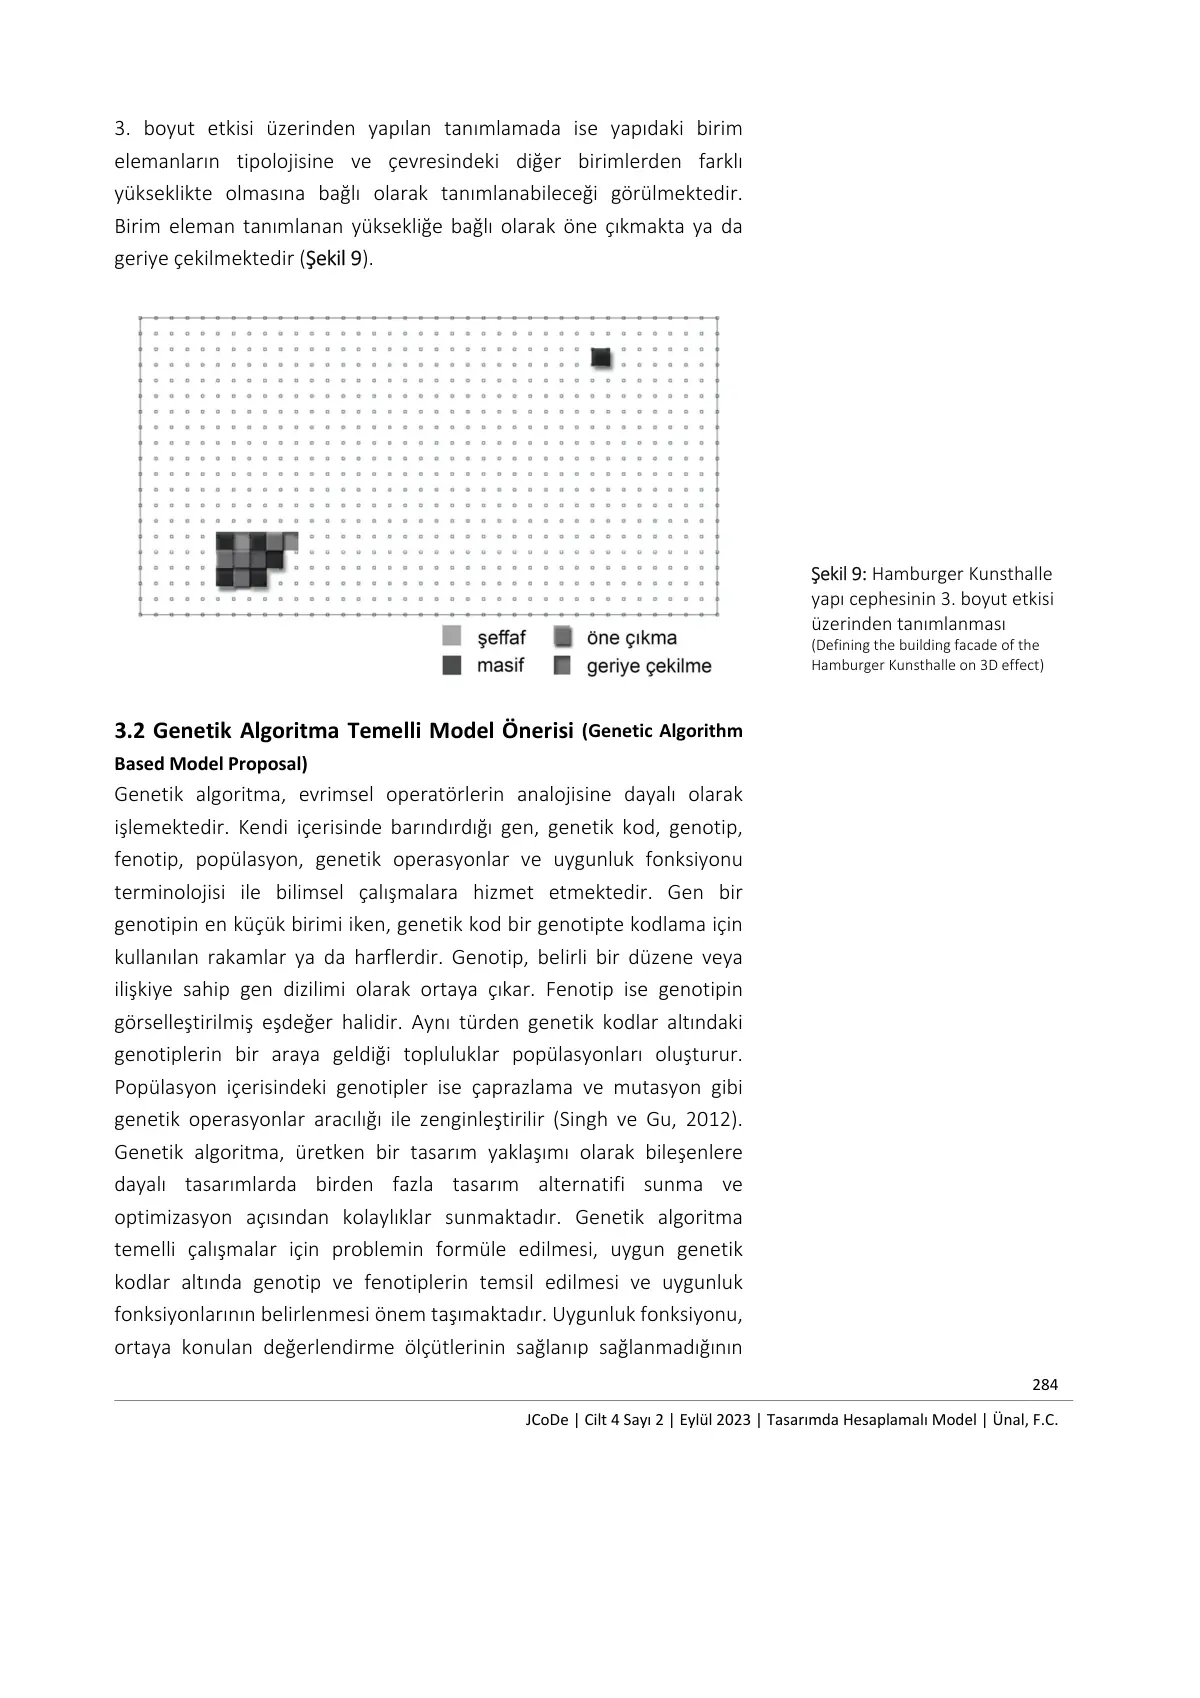 3. boyut etkisi üzerinden yapılan tanımlamada ise yapıdaki birim
elemanların tipolojisine ve çevresindeki diğer birimlerden farklı
yükseklikte olmasına bağlı olarak tanımlanabileceği görülmektedir.
Birim eleman tanımlanan yüksekliğe bağlı olarak öne çıkmakta ya da
geriye çekilmektedir (Şekil 9).
şeffaf
öne çıkma
masif
geriye çekilme
Şekil 9: Hamburger Kunsthalle
yapı cephesinin 3. boyut etkisi
üzerinden tanımlanması
(Defining the building facade of the
Hamburger Kunsthalle on 3D effect)
3.2 Genetik Algoritma Temelli Model Önerisi (Genetic Algorithm
Based Model Proposal)
Genetik algoritma, evrimsel operatörlerin analojisine dayalı olarak
işlemektedir. Kendi içerisinde barındırdığı gen, genetik kod, genotip,
fenotip, popülasyon, genetik operasyonlar ve uygunluk fonksiyonu
terminolojisi ile bilimsel çalışmalara hizmet etmektedir. Gen bir
genotipin en küçük birimi iken, genetik kod bir genotipte kodlama için
kullanılan rakamlar ya da harflerdir. Genotip, belirli bir düzene veya
ilişkiye sahip gen dizilimi olarak ortaya çıkar. Fenotip ise genotipin
görselleştirilmiş eşdeğer halidir. Aynı türden genetik kodlar altındaki
genotiplerin bir araya geldiği topluluklar popülasyonları oluşturur.
Popülasyon içerisindeki genotipler ise çaprazlama ve mutasyon gibi
genetik operasyonlar aracılığı ile zenginleştirilir (Singh ve Gu, 2012).
Genetik algoritma, üretken bir tasarım yaklaşımı olarak bileşenlere
dayalı tasarımlarda birden fazla tasarım alternatifi sunma ve
optimizasyon açısından kolaylıklar sunmaktadır. Genetik algoritma
temelli çalışmalar için problemin formüle edilmesi, uygun genetik
kodlar altında genotip ve fenotiplerin temsil edilmesi ve uygunluk
fonksiyonlarının belirlenmesi önem taşımaktadır. Uygunluk fonksiyonu,
ortaya konulan değerlendirme ölçütlerinin sağlanıp sağlanmadığının
284
JCoDe | Cilt 4 Sayı 2 | Eylül 2023 | Tasarımda Hesaplamalı Model | Ünal, F.C.